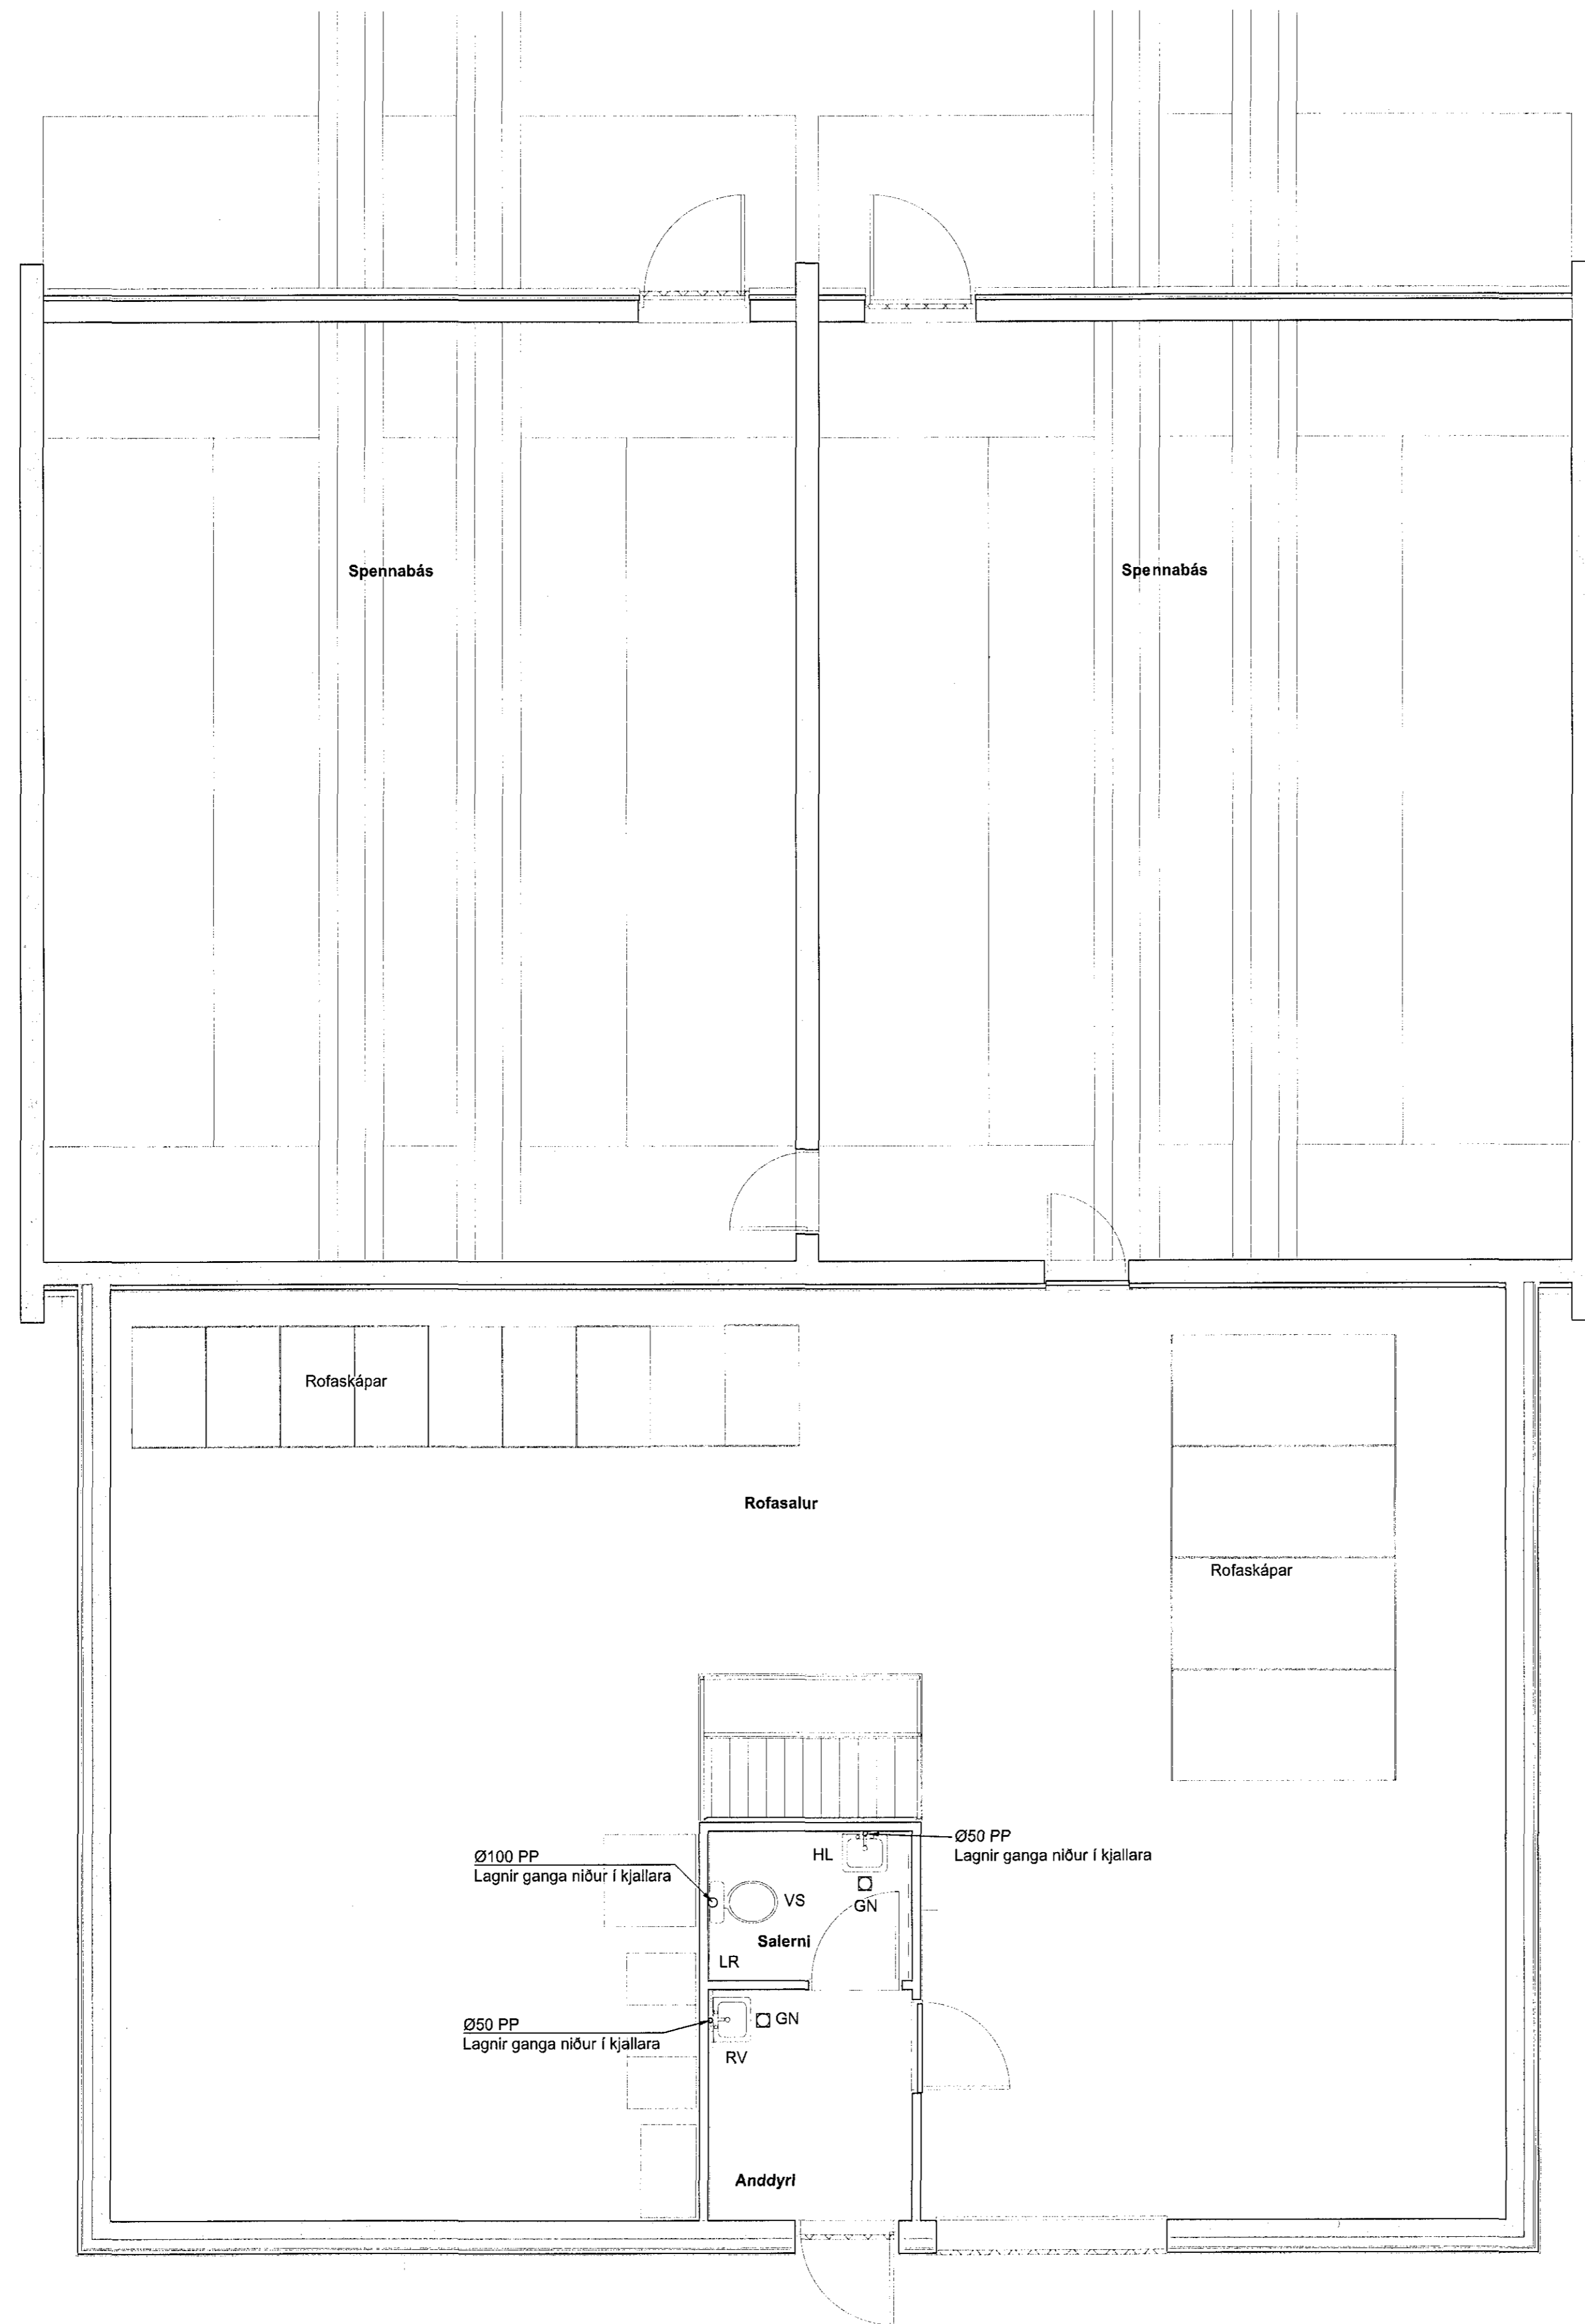 Spennabás
Spennabás
Rofaskápar
Rofasalur
Rofaskápar
Ø50 PP
Lagnir ganga niður í kjallara
HL
Ø100 PP
Lagnir ganga niður í kjallara
VS
GN
Salerni
LR
Ø50 PP
Lagnir ganga niður í kjallara
GN
RV
Anddyri